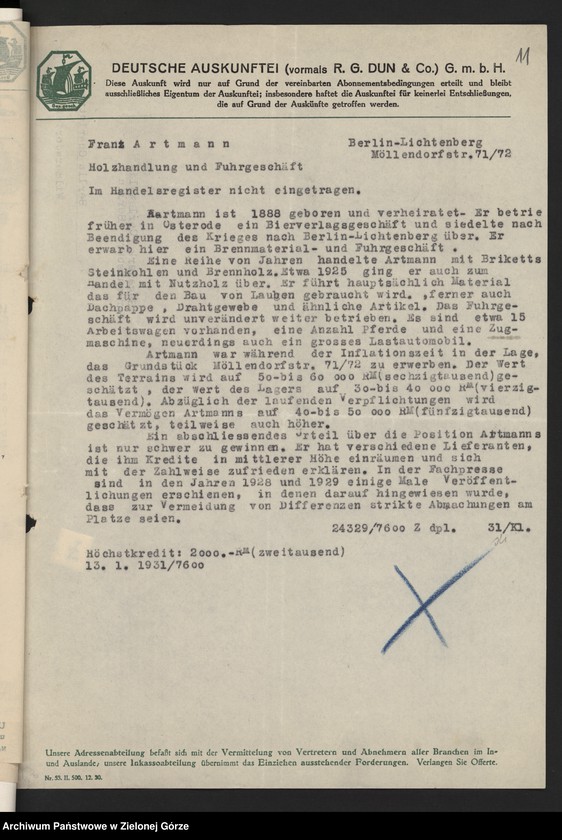 11
DEUTSCHE AUSKUNFTEI (vormals R. G. DUN & Co.) G. m. b. H.
Diese Auskunft wird nur auf Grund der vereinbarten Abonnementsbedingungen erteilt und bleibt
ausschließliches Eigentum der Auskunftei; insbesondere haftet die Auskunftei für keinerlei Entschließungen,
die auf Grund der Auskünfte getroffen werden.
Franz Artmann Berlin-Lichtenberg
Möllendorfstr.71/72
Holzhandlung und Fuhrgeschäft
Im Handelsregister nicht eingetragen.
Aartmann ist 1888 geboren und verheiratet- Er betrie
früher in Osterode ein Bierverlagsgeschäft und siedelte nach
Beendigung des Krieges nach Berlin-Lichtenberg über. Er
erwarb hier ein Brennmaterial- und Fuhrgeschäft .
Eine Reihe von Jahren handelte Artmann mit Briketts
Steinkohlen und Brennholz.Etwa 1925 ging er auch zum
Handel mit Nutzholz über. Er führt hauptsächlich Material
das für den Bau von Lauben gebraucht wird. ,ferner auch
Dachpappe , Drahtgewebe und ähnliche Artikel. Das Fuhrge-
schäft wird unverändert weiter betrieben. Es sind etwa 15
Arbeitswagen vorhanden, eine Anzahl Pferde und eine Zug-
maschine, neuerdings auch ein grosses Lastautomobil.
Artmann war während der Inflationszeit in der Lage,
das Grundstück Möllendorfstr. 71/72 zu erwerben. Der Wert
des Terrains wird auf 50-bis 60 000 RM(sechzigtausend)ge-
schätzt , der Wert des Lagers auf 30-bis 40 000 RM(vierzig-
tausend). Abzüglich der laufenden Verpflichtungen wird
das Vermögen Artmanns auf 40-bis 50 000 RM(fünfzigtausend)
geschätzt, teilweise auch höher.
Ein abschliessendes Urteil über die Position Artmanns
ist nur schwer zu gewinnen. Er hat verschiedene Lieferanten,
die ihm Kredite in mittlerer Höhe einräumen und sich
mit der Zahlweise zufrieden erklären. In der Fachpresse
sind in den Jahren 1928 und 1929 einige Male Veröffent-
lichungen erschienen, in denen darauf hingewiesen wurde,
dass zur Vermeidung von Differenzen strikte Abmachungen am
Platze seien.
24329/7600 Z dpl. 31/Kl.
Höchstkredit: 2000.-RM(zweitausend)
13. 1. 1931/7600
Unsere Adressenabteilung befaßt sich mit der Vermittelung von Vertretern und Abnehmern aller Branchen im In-
und Auslande, unsere Inkassoabteilung übernimmt das Einziehen ausstehender Forderungen. Verlangen Sie Offerte.
Nr. 55. II. 500. 12. 30.
Archiwum Państwowe w Zielonej Górze